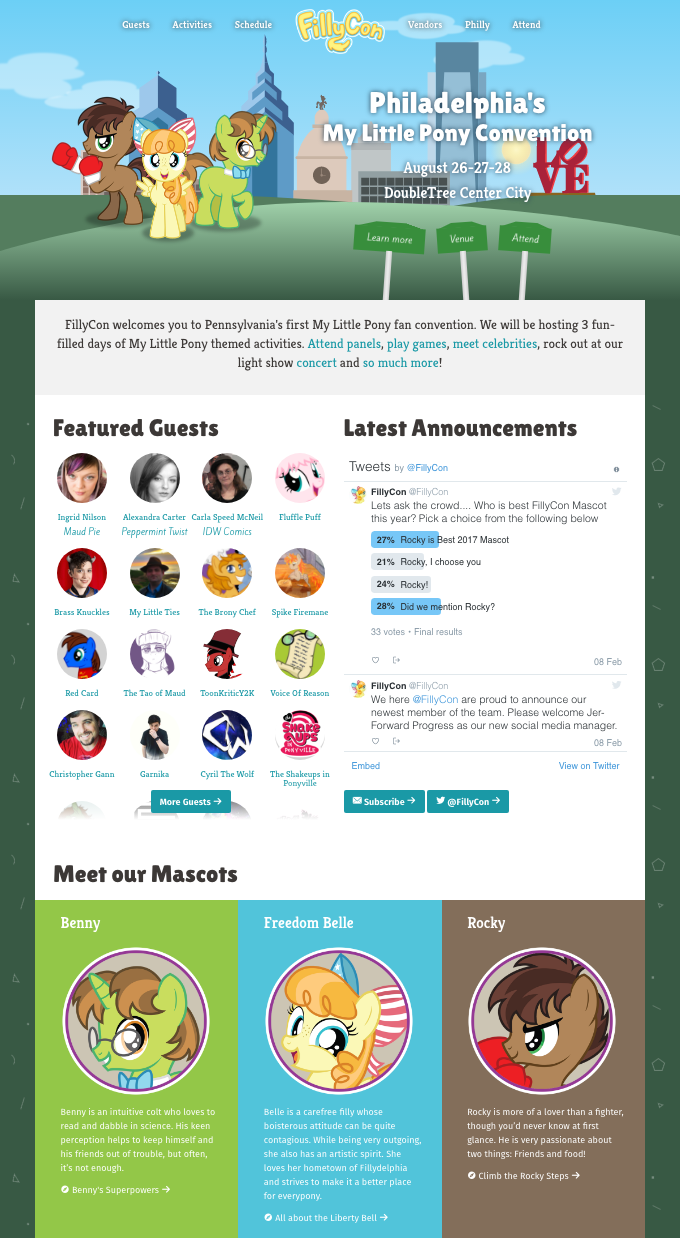 Guests Activities Schedule FillyCon Vendors Philly Attend
Philadelphia's
My Little Pony Convention
August 26-27-28
DoubleTree Center City
LOVE
Learn more Venue Attend
FillyCon welcomes you to Pennsylvania's first My Little Pony fan convention. We will be hosting 3 fun-
filled days of My Little Pony themed activities. Attend panels, play games, meet celebrities, rock out at our
light show concert and so much more!
Featured Guests
Ingrid Nilson Alexandra Carter Carla Speed McNeil Fluffle Puff
Maud Pie Peppermint Twist IDW Comics
Brass Knuckles My Little Ties The Brony Chef Spike Firemane
Red Card The Tao of Maud ToonKriticY2K Voice Of Reason
the Shake ups in Ponyville
Christopher Gann Garnika Cyril The Wolf The Shakeups in
Ponyville
More Guests →
Latest Announcements
Tweets by @FillyCon
FillyCon @FillyCon
Lets ask the crowd.... Who is best FillyCon Mascot
this year? Pick a choice from the following below
27% Rocky is Best 2017 Mascot
21% Rocky, I choose you
24% Rocky!
28% Did we mention Rocky?
33 votes • Final results
08 Feb
FillyCon @FillyCon
We here @FillyCon are proud to announce our
newest member of the team. Please welcome Jer-
Forward Progress as our new social media manager.
08 Feb
Embed View on Twitter
Subscribe → @FillyCon →
Meet our Mascots
Benny
Benny is an intuitive colt who loves to
read and dabble in science. His keen
perception helps to keep himself and
his friends out of trouble, but often,
it's not enough.
Benny's Superpowers →
Freedom Belle
Belle is a carefree filly whose
boisterous attitude can be quite
contagious. While being very outgoing,
she also has an artistic spirit. She
loves her hometown of Fillydelphia
and strives to make it a better place
for everypony.
All about the Liberty Bell →
Rocky
Rocky is more of a lover than a fighter,
though you'd never know at first
glance. He is very passionate about
two things: Friends and food!
Climb the Rocky Steps →